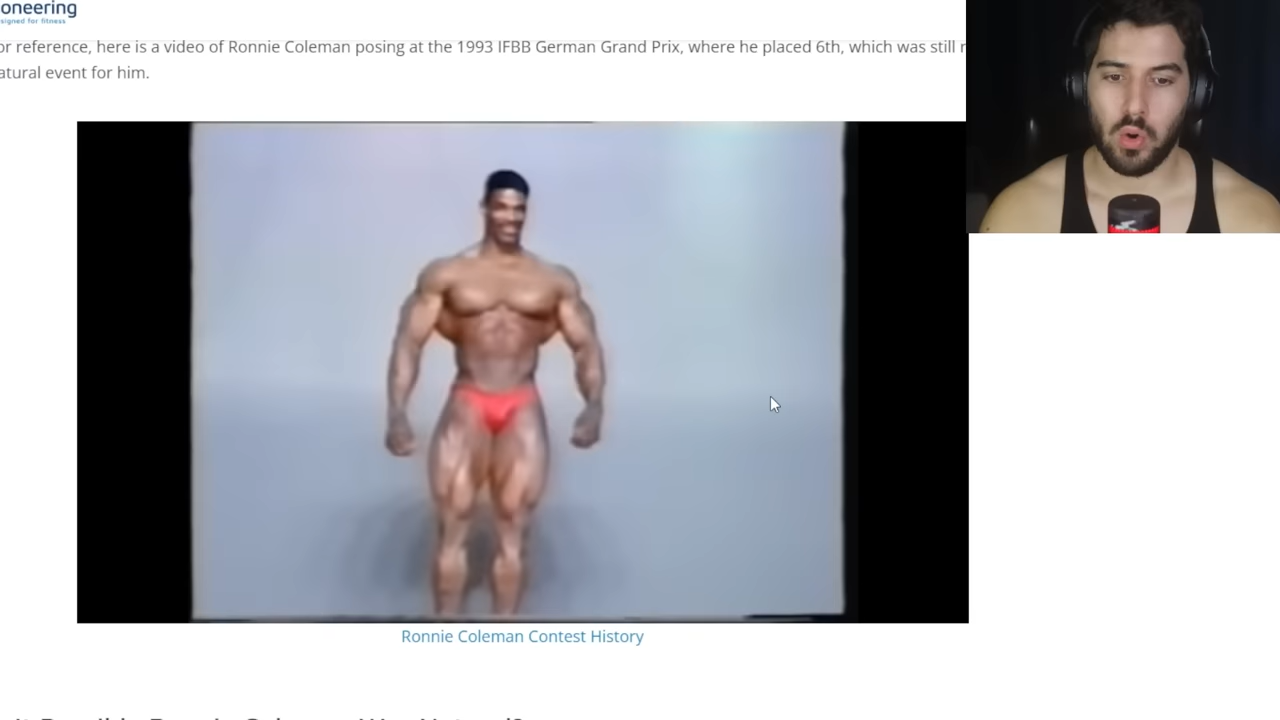 oneering
signed for fitness
or reference, here is a video of Ronnie Coleman posing at the 1993 IFBB German Grand Prix, where he placed 6th, which was still
atural event for him.
Ronnie Coleman Contest History